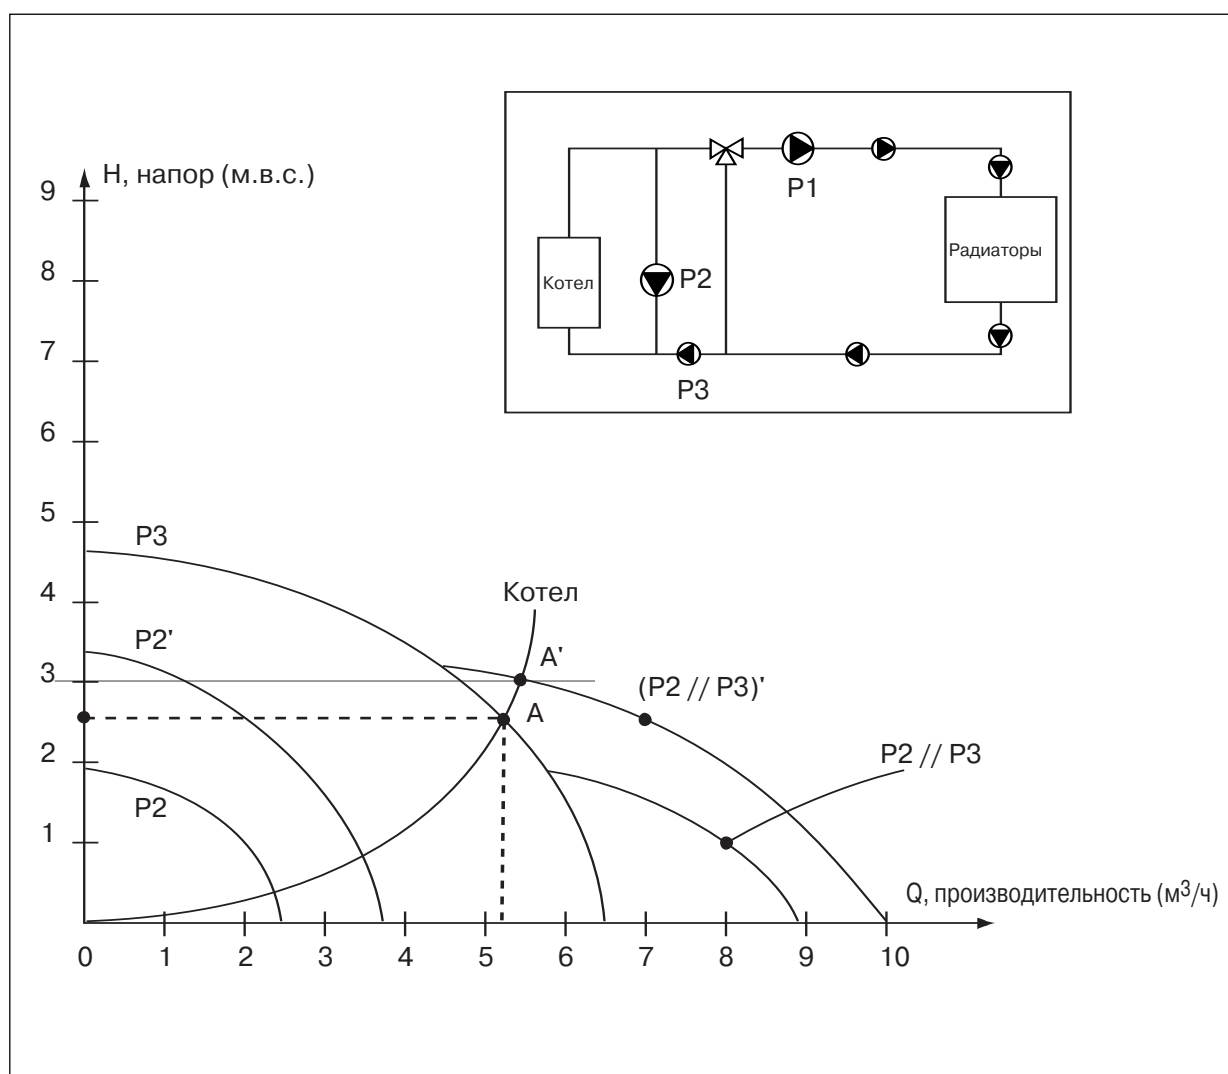 H, напор (м.в.с.)
9
8
7
6
5
4
3
2
1
P1
P2
P3
Котел
Радиаторы
P3
P2'
P2
Котел
A'
A
(P2 // P3)'
P2 // P3
Q, производительность (м³/ч)
0 1 2 3 4 5 6 7 8 9 10